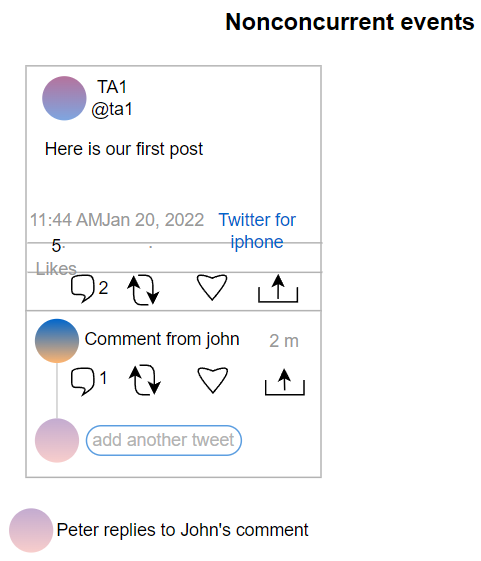 Nonconcurrent events
TA1
@ta1
Here is our first post
11:44 AMJan 20, 2022 Twitter for
iphone
5
Likes
2
Comment from john 2 m
1
add another tweet
Peter replies to John's comment